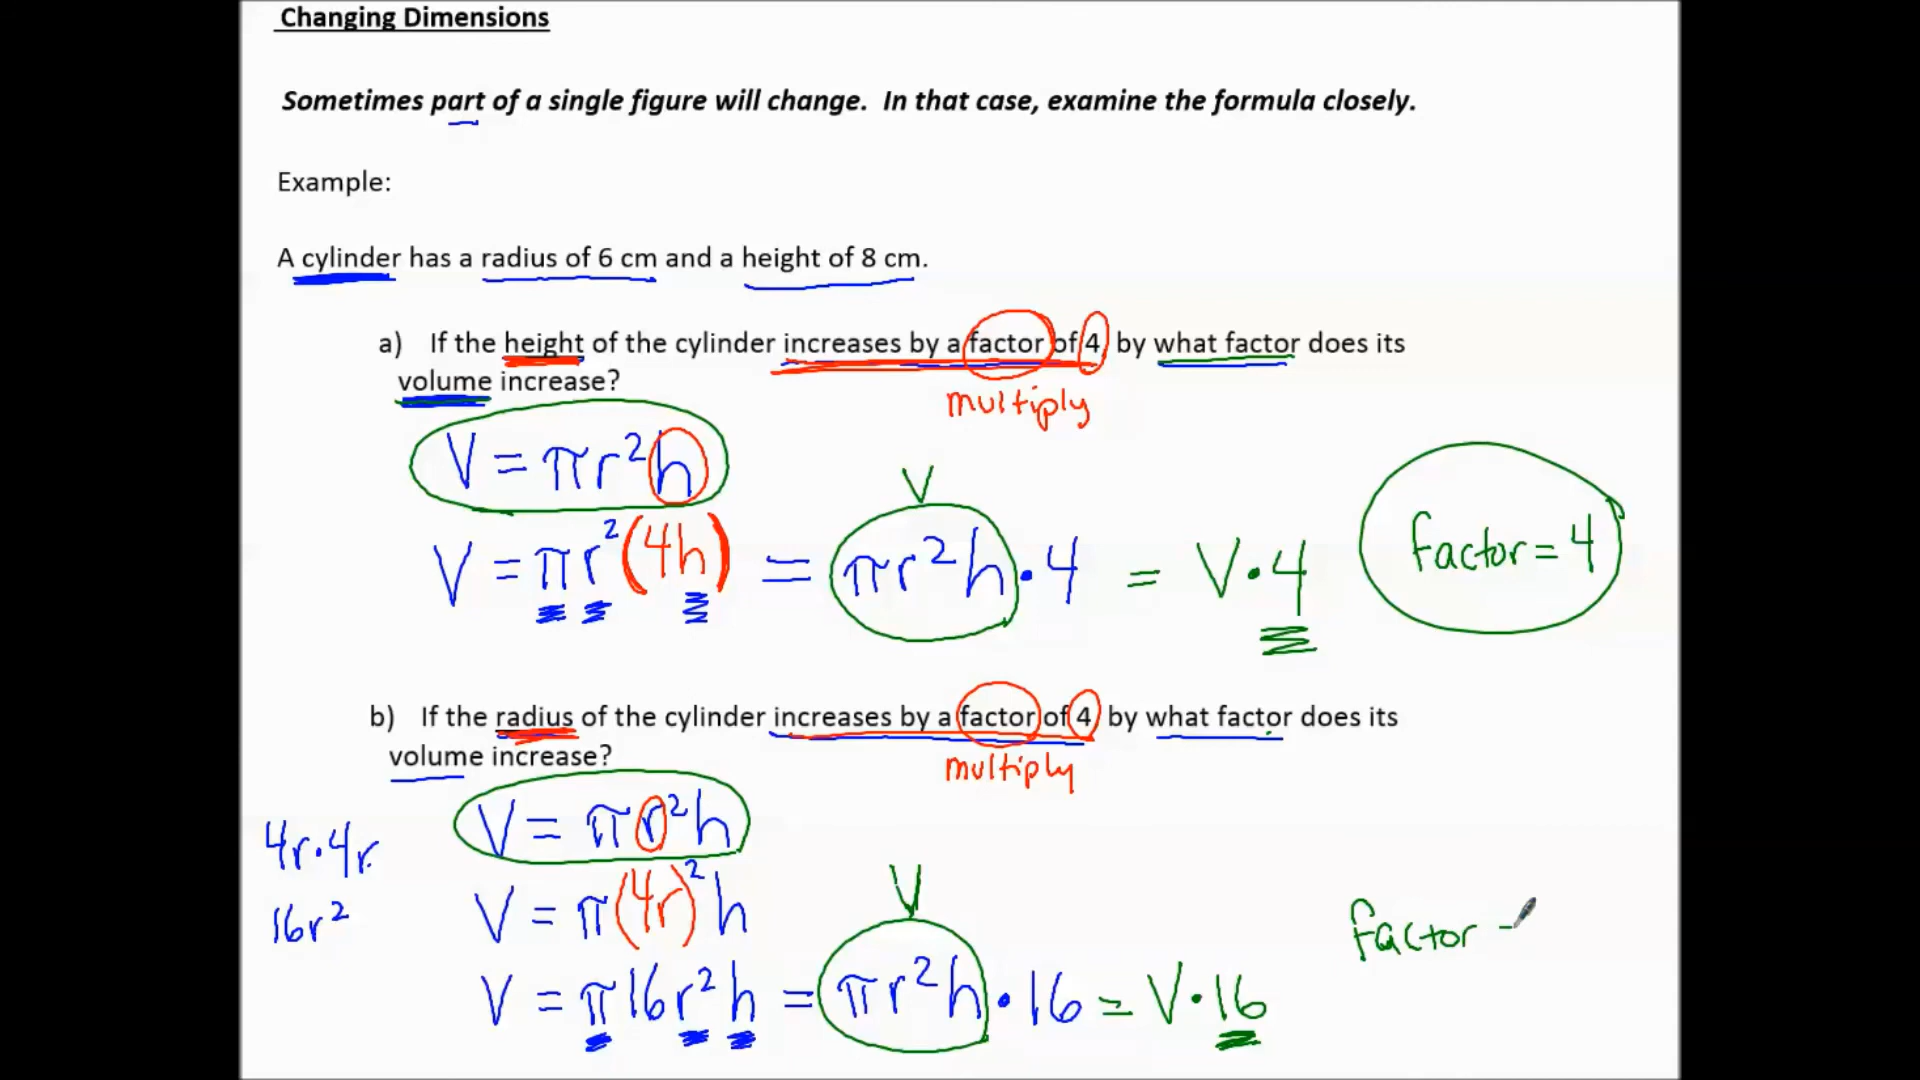 Changing Dimensions
Sometimes part of a single figure will change. In that case, examine the formula closely.
Example:
A cylinder has a radius of 6 cm and a height of 8 cm.
a) If the height of the cylinder increases by a factor of 4 by what factor does its
volume increase?
multiply
V = πr²h
V
V = πr²(4h) = πr²h · 4 = V · 4
factor = 4
b) If the radius of the cylinder increases by a factor of 4 by what factor does its
volume increase?
multiply
V = πr²h
4r · 4r
V = π(4r)²h
16r²
V
factor -
V = π16r²h = πr²h · 16 = V · 16